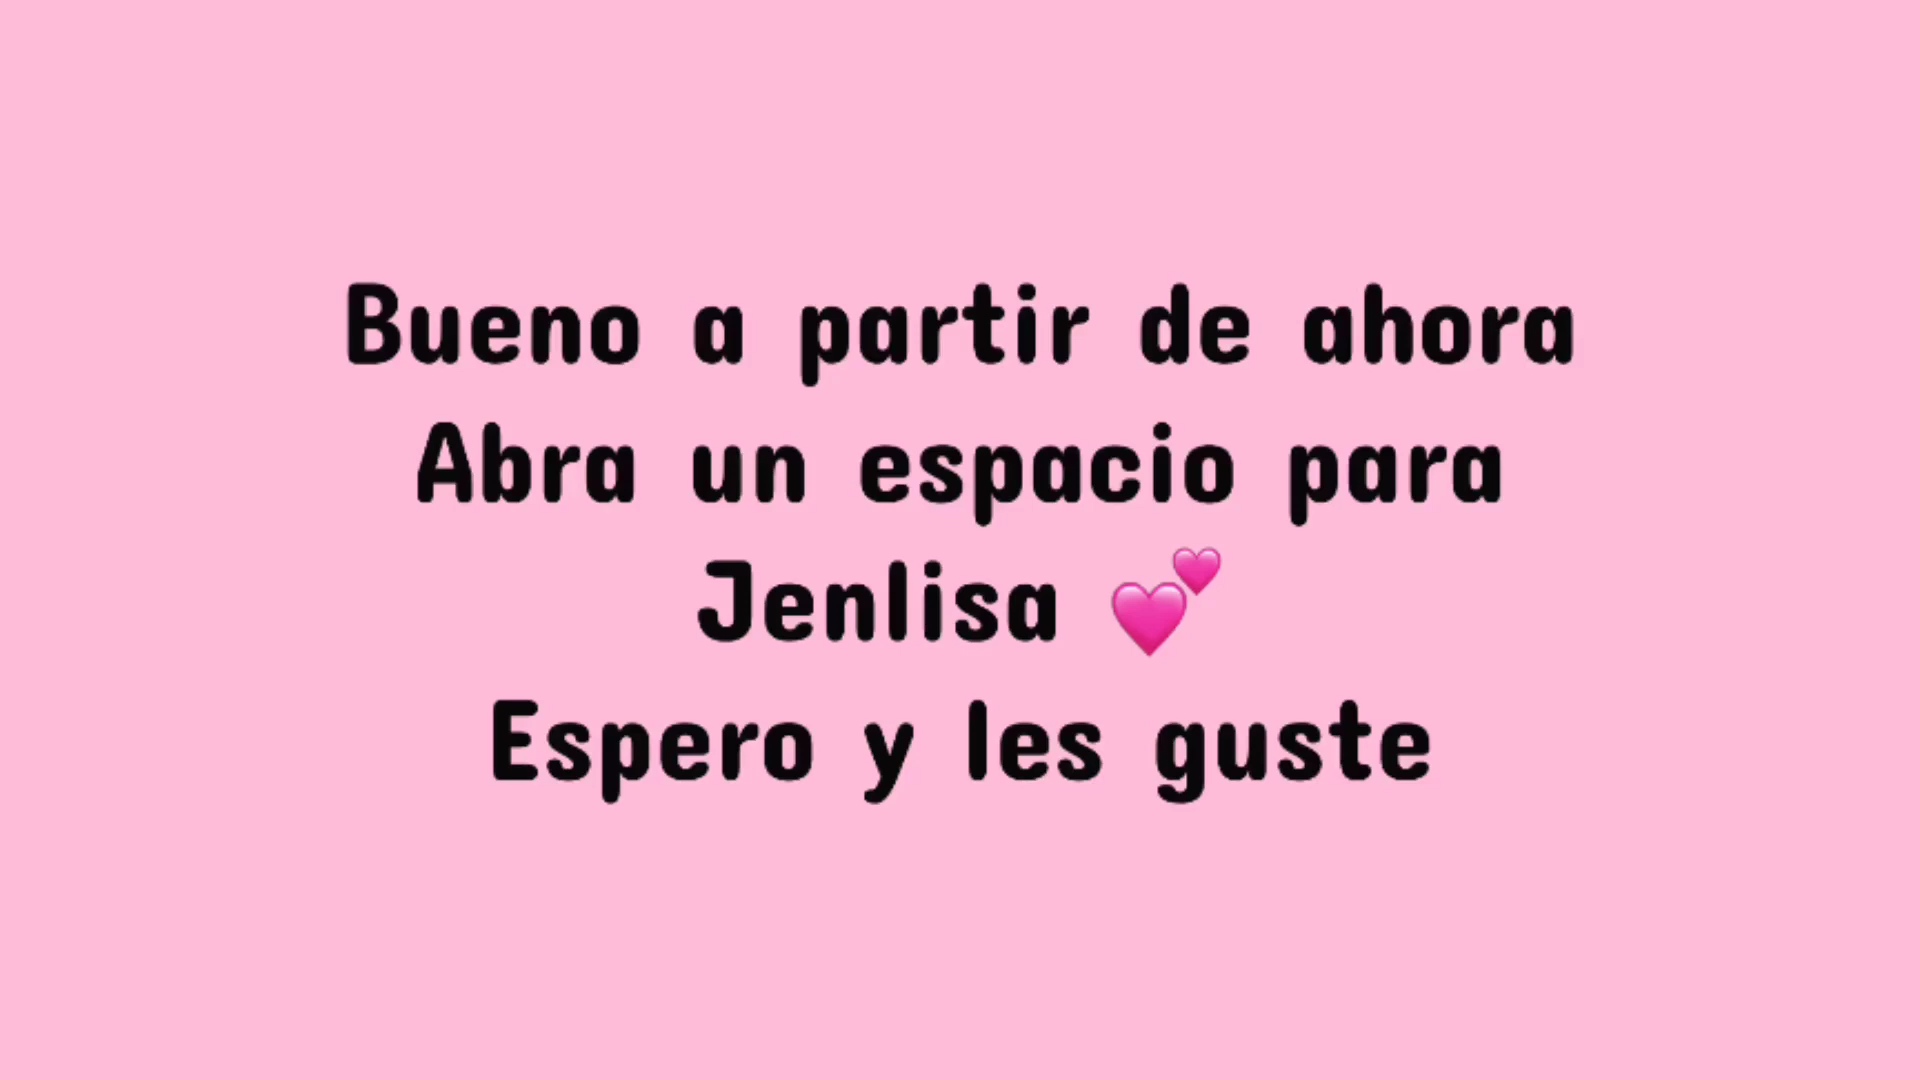 Bueno a partir de ahora
Abra un espacio para
Jenlisa 💕
Espero y les guste